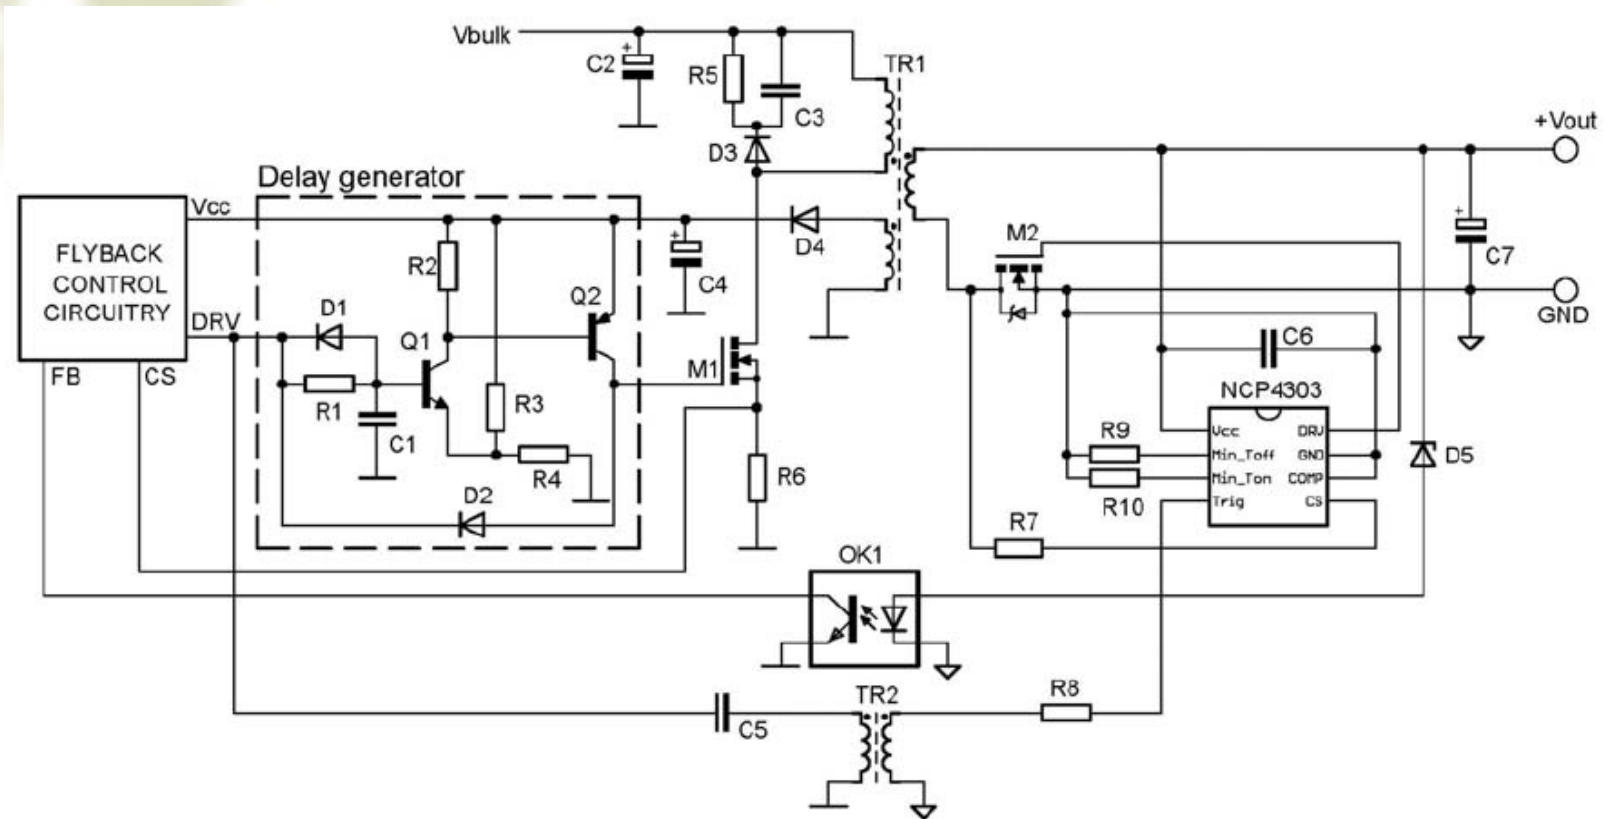 Vbulk
+
C2
R5
C3
TR1
D3
+Vout
Delay generator
Vcc
FLYBACK
CONTROL
CIRCUITRY
DRV
FB
CS
D1
R1
C1
Q1
R2
R3
R4
D2
Q2
+
C4
D4
M1
R6
M2
+
C7
GND
C6
NCP4303
Vcc
DRV
Min_Toff
GND
Min_Ton
COMP
Trig
CS
R9
R10
R7
D5
OK1
TR2
C5
R8